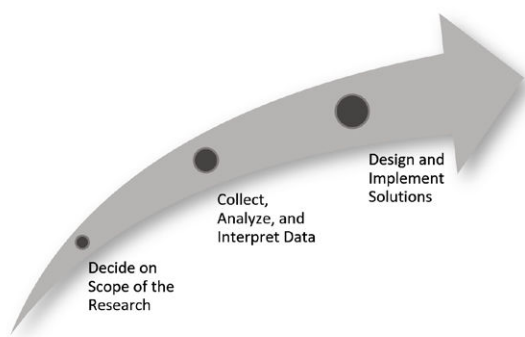 Decide on
Scope of the
Research
Collect,
Analyze, and
Interpret Data
Design and
Implement
Solutions